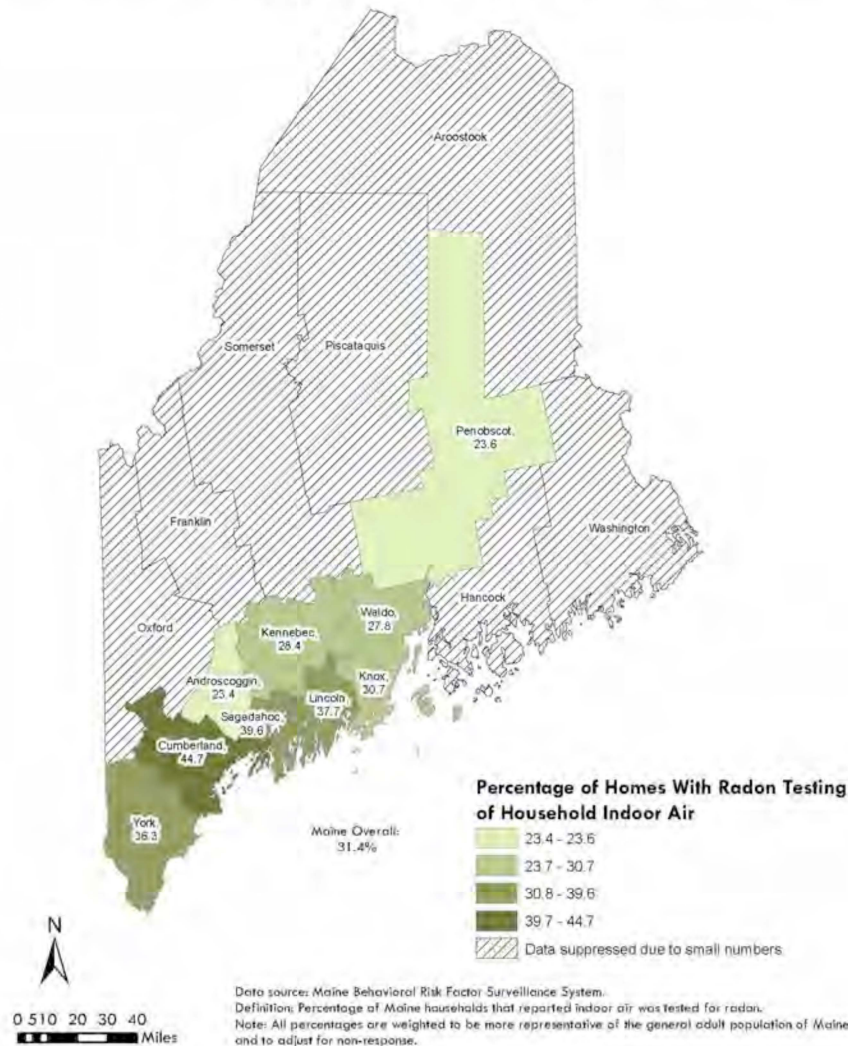 Aroostook
Somerset
Piscataquis
Penobscot,
23.6
Franklin
Washington
Hancock
Oxford
Waldo,
27.8
Kennebec,
28.4
Knox,
30.7
Androscoggin,
23.4
Lincoln,
37.7
Sagadahoc,
39.6
Cumberland,
44.7
York,
36.3
Maine Overall:
31.4%
Percentage of Homes With Radon Testing
of Household Indoor Air
23.4 - 23.6
23.7 - 30.7
30.8 - 39.6
39.7 - 44.7
Data suppressed due to small numbers
N
0 510 20 30 40
Miles
Data source: Maine Behavioral Risk Factor Surveillance System.
Definition: Percentage of Maine households that reported indoor air was tested for radon.
Note: All percentages are weighted to be more representative of the general adult population of Maine
and to adjust for non-response.